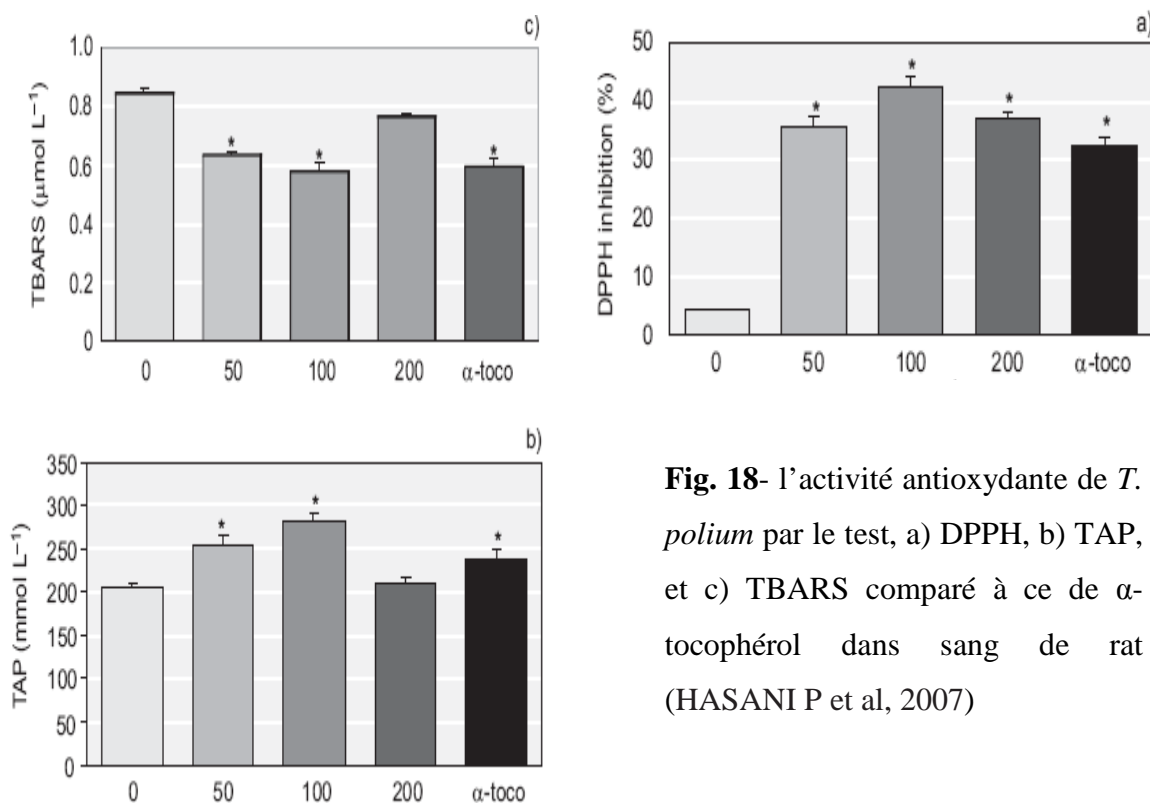 c)
1.0
0.8
0.6
0.4
0.2
0
TBARS (µmol L⁻¹)
*
*
*
0 50 100 200 α-toco
a)
50
40
30
20
10
0
DPPH inhibition (%)
*
*
*
*
0 50 100 200 α-toco
b)
350
300
250
200
150
100
50
0
TAP (mmol L⁻¹)
*
*
*
0 50 100 200 α-toco
Fig. 18- l’activité antioxydante de T.
polium par le test, a) DPPH, b) TAP,
et c) TBARS comparé à ce de α-
tocophérol dans sang de rat
(HASANI P et al, 2007)